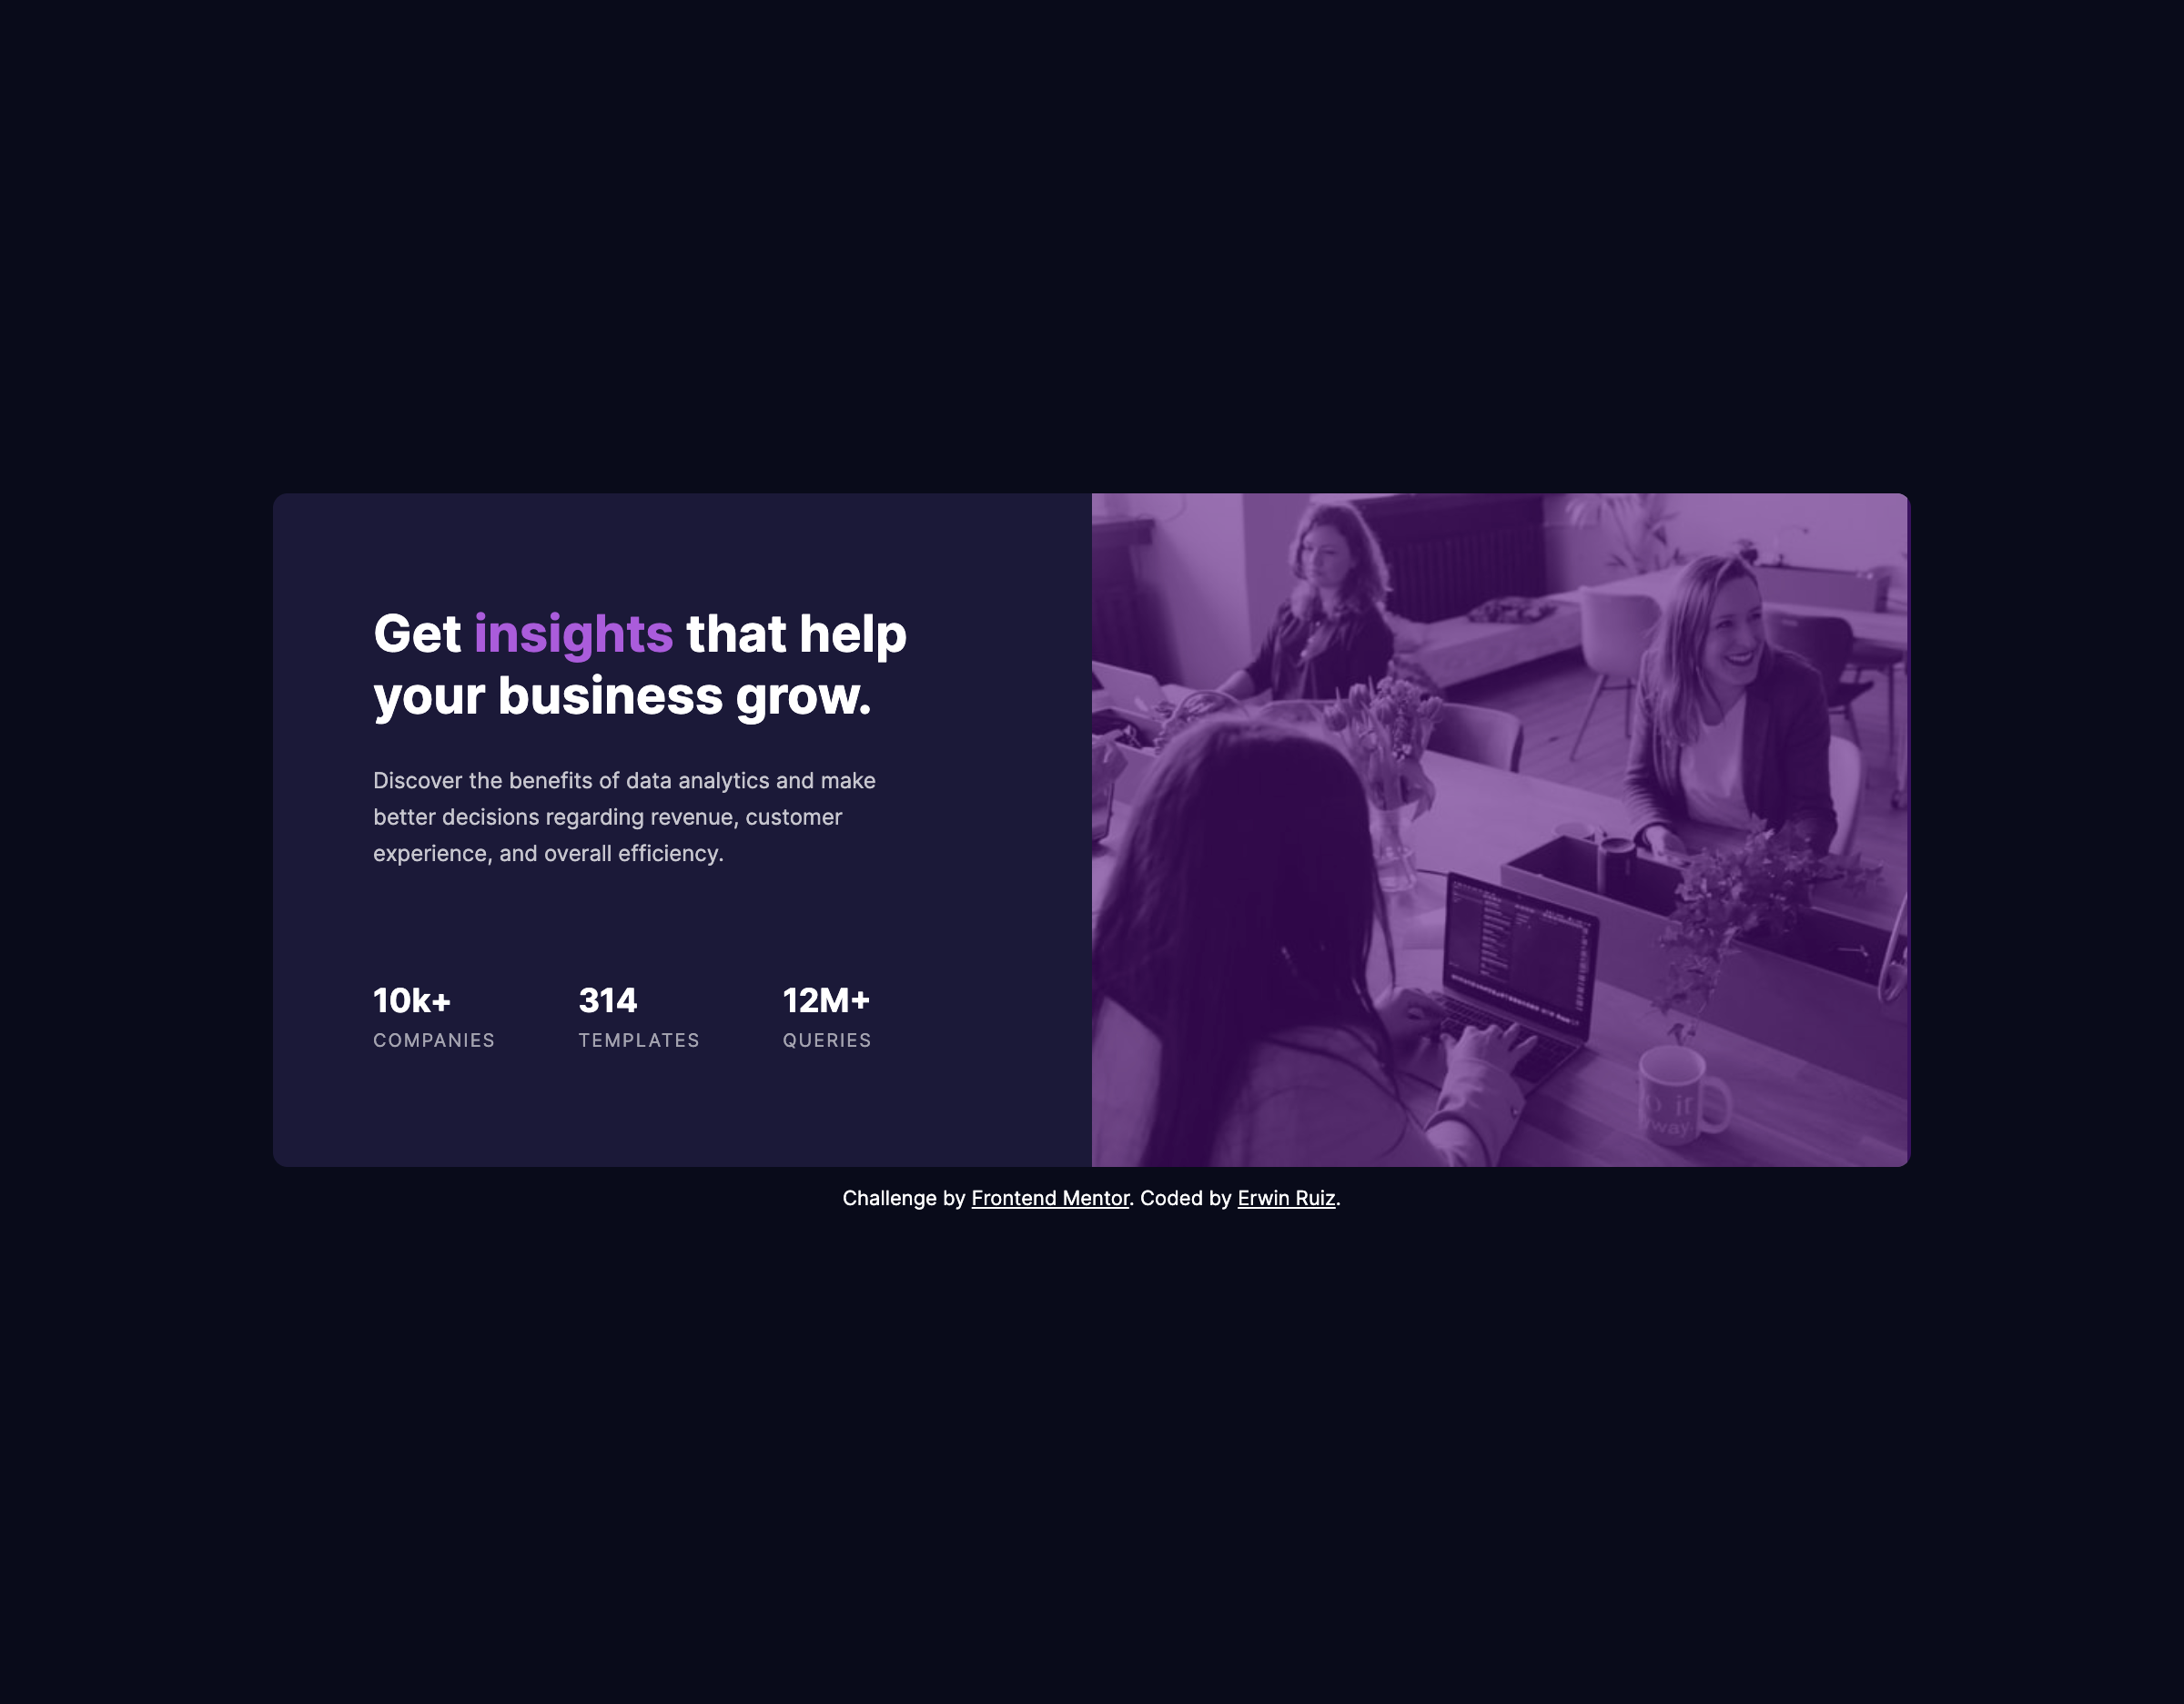 Get insights that help
your business grow.
Discover the benefits of data analytics and make
better decisions regarding revenue, customer
experience, and overall efficiency.
10k+ 314 12M+
COMPANIES TEMPLATES QUERIES
it
way.
Challenge by Frontend Mentor. Coded by Erwin Ruiz.